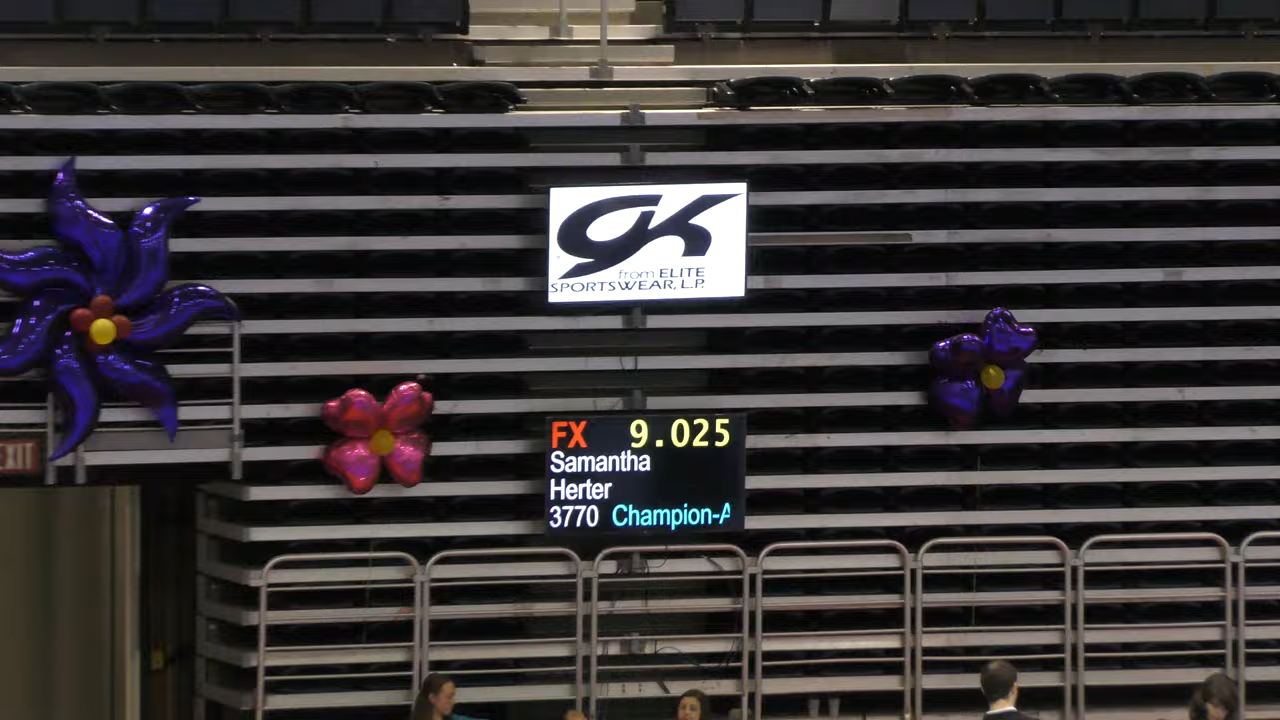 GK
from ELITE
SPORTSWEAR, L.P.
FX 9.025
Samantha
Herter
3770 Champion-A
EXIT